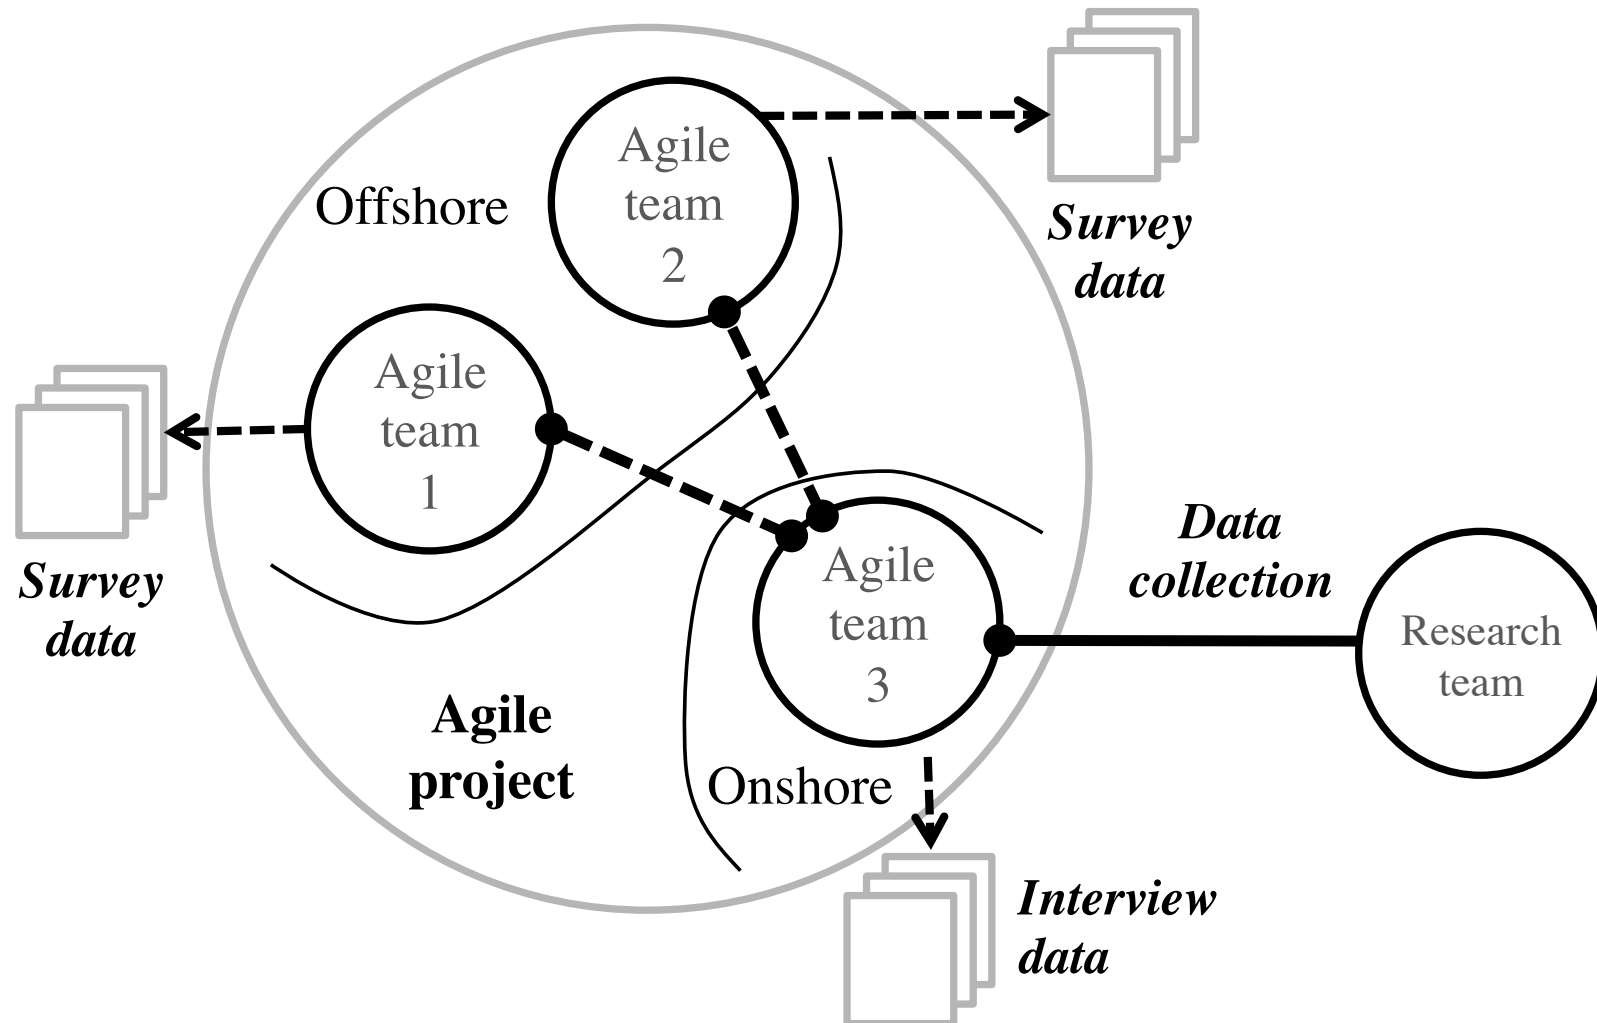 Agile
team
2
Offshore
Survey
data
Agile
team
1
Survey
data
Agile
team
3
Data
collection
Research
team
Agile
project
Onshore
Interview
data